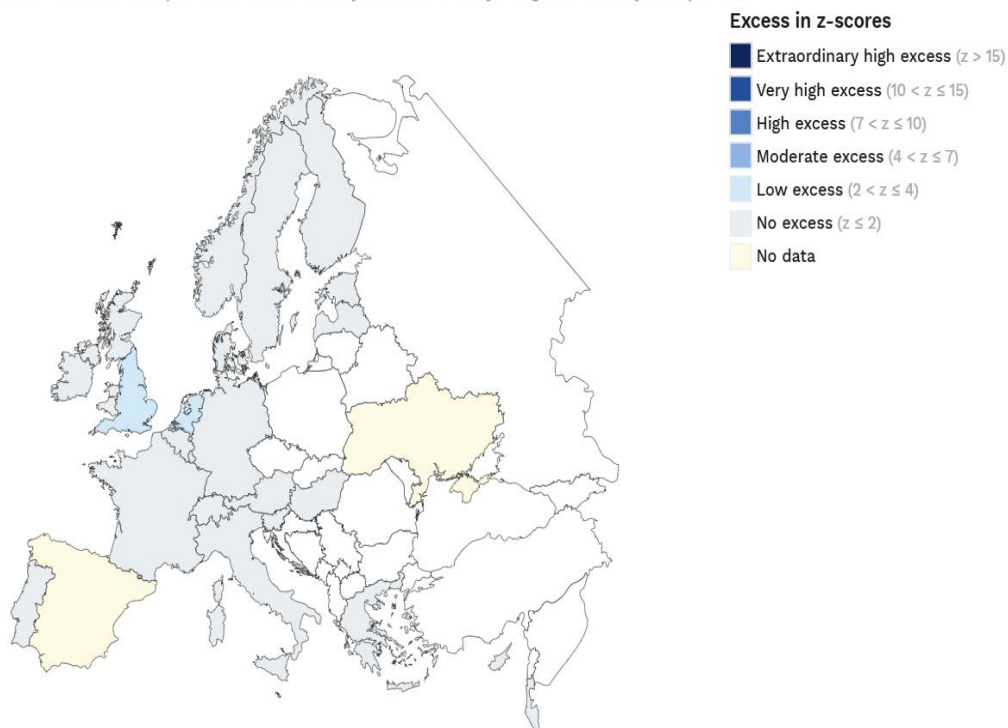 Excess in z-scores
Extraordinary high excess (z > 15)
Very high excess (10 < z ≤ 15)
High excess (7 < z ≤ 10)
Moderate excess (4 < z ≤ 7)
Low excess (2 < z ≤ 4)
No excess (z ≤ 2)
No data